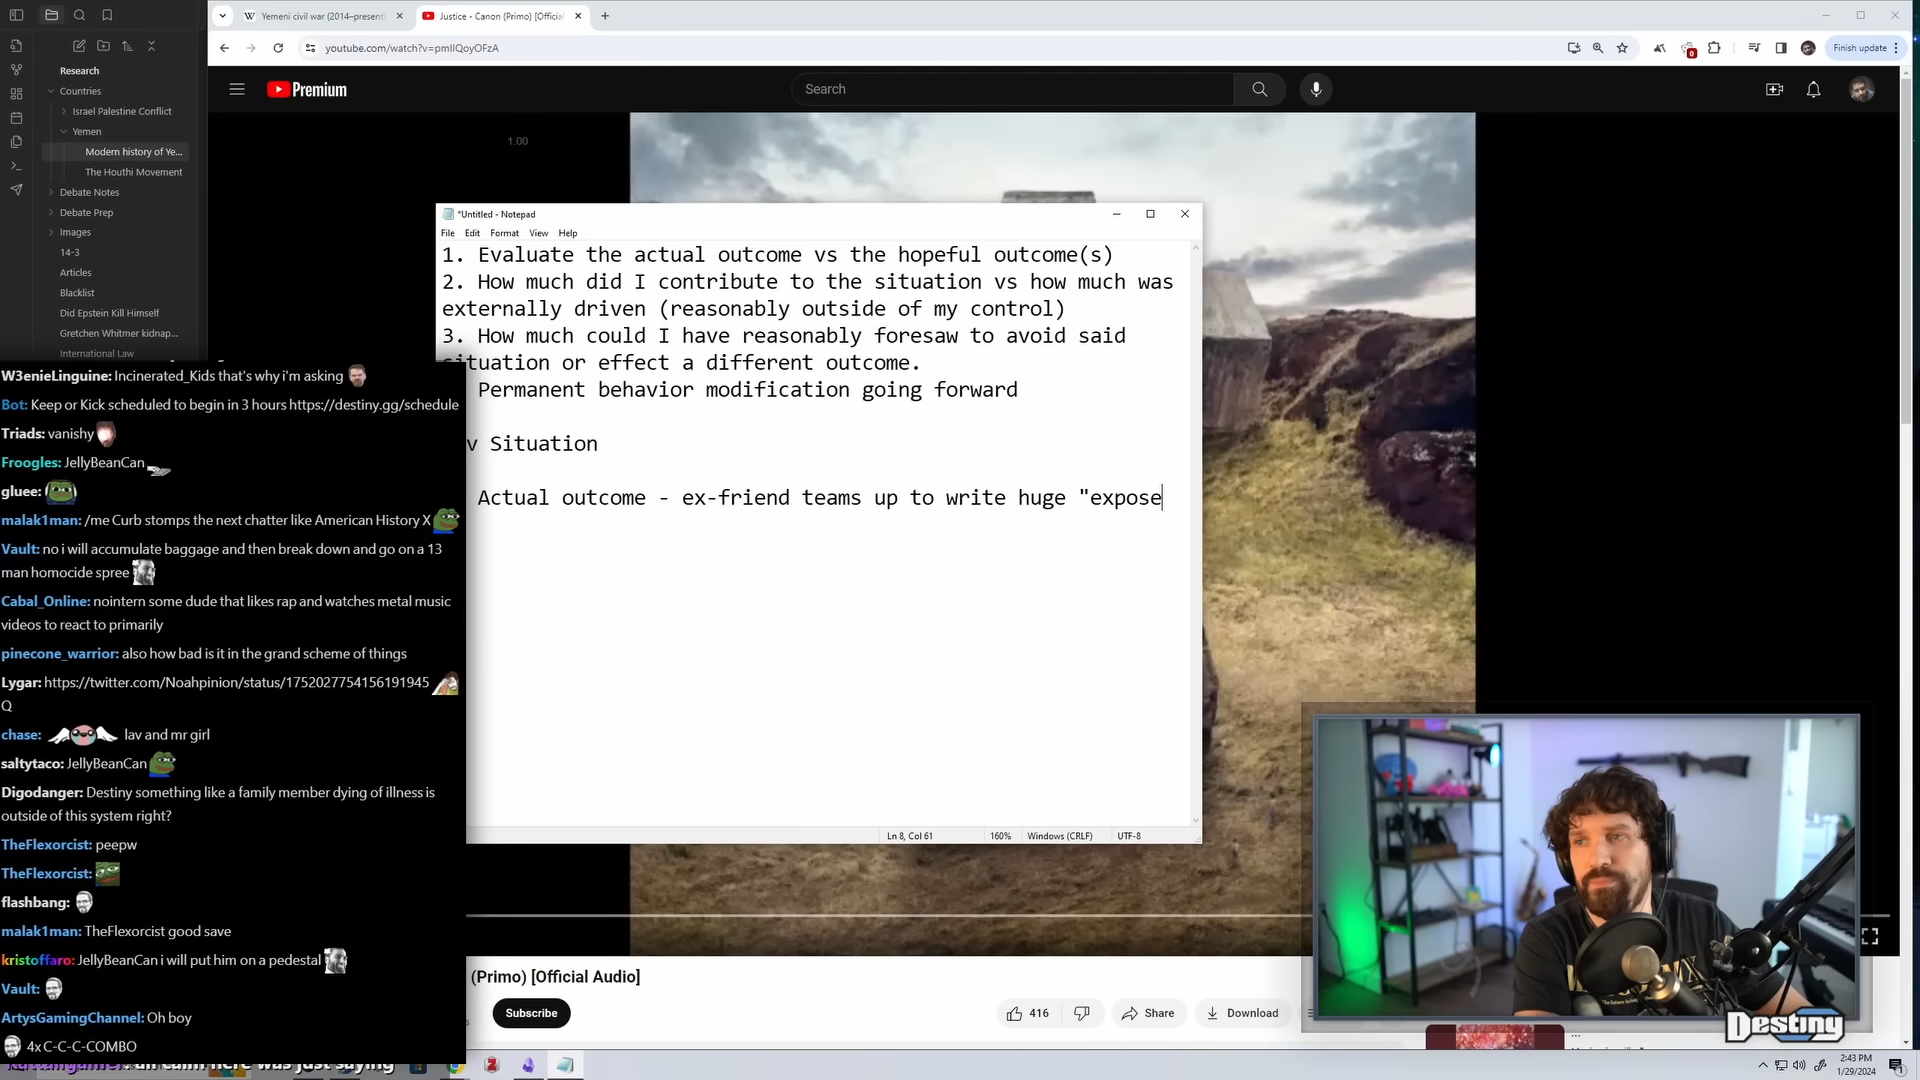 Yemeni civil war (2014–present
Justice - Canon (Primo) [Official
youtube.com/watch?v=pmIlQoyOFzA
Finish update
Research
Countries
Israel Palestine Conflict
Yemen
Modern history of Ye...
The Houthi Movement
Debate Notes
Debate Prep
Images
14-3
Articles
Blacklist
Did Epstein Kill Himself
Gretchen Whitmer kidnap...
International Law
Premium
Search
1.00
*Untitled - Notepad
File Edit Format View Help
1. Evaluate the actual outcome vs the hopeful outcome(s)
2. How much did I contribute to the situation vs how much was
externally driven (reasonably outside of my control)
3. How much could I have reasonably foresaw to avoid said
situation or effect a different outcome.
Permanent behavior modification going forward
v Situation
Actual outcome - ex-friend teams up to write huge "expose
Ln 8, Col 61 160% Windows (CRLF) UTF-8
W3enieLinguine: Incinerated_Kids that's why i'm asking
Bot: Keep or Kick scheduled to begin in 3 hours https://destiny.gg/schedule
Triads: vanishy
Froogles: JellyBeanCan
gluee:
malak1man: /me Curb stomps the next chatter like American History X
Vault: no i will accumulate baggage and then break down and go on a 13
man homocide spree
Cabal_Online: nointern some dude that likes rap and watches metal music
videos to react to primarily
pinecone_warrior: also how bad is it in the grand scheme of things
Lygar: https://twitter.com/Noahpinion/status/1752027754156191945
Q
chase: lav and mr girl
saltytaco: JellyBeanCan
Digodanger: Destiny something like a family member dying of illness is
outside of this system right?
TheFlexorcist: peepw
TheFlexorcist:
flashbang:
malak1man: TheFlexorcist good save
kristoffaro: JellyBeanCan i will put him on a pedestal
Vault:
ArtysGamingChannel: Oh boy
4x C-C-C-COMBO
(Primo) [Official Audio]
Subscribe
416
Share
Download
Destiny
2:43 PM
1/29/2024